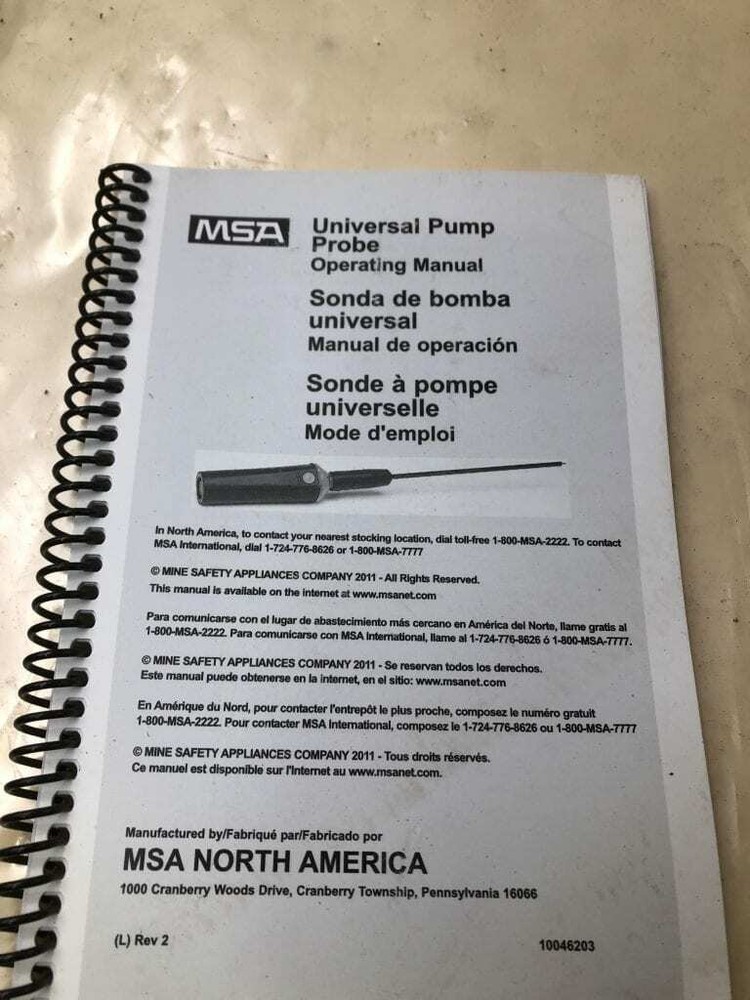 MSA
Universal Pump
Probe
Operating Manual
Sonda de bomba
universal
Manual de operación
Sonde à pompe
universelle
Mode d'emploi
In North America, to contact your nearest stocking location, dial toll-free 1-800-MSA-2222. To contact
MSA International, dial 1-724-776-8626 or 1-800-MSA-7777
© MINE SAFETY APPLIANCES COMPANY 2011 - All Rights Reserved.
This manual is available on the internet at www.msanet.com
Para comunicarse con el lugar de abastecimiento más cercano en América del Norte, llame gratis al
1-800-MSA-2222. Para comunicarse con MSA International, llame al 1-724-776-8626 ó 1-800-MSA-7777.
© MINE SAFETY APPLIANCES COMPANY 2011 - Se reservan todos los derechos.
Este manual puede obtenerse en la internet, en el sitio: www.msanet.com
En Amérique du Nord, pour contacter l'entrepôt le plus proche, composez le numéro gratuit
1-800-MSA-2222. Pour contacter MSA International, composez le 1-724-776-8626 ou 1-800-MSA-7777
© MINE SAFETY APPLIANCES COMPANY 2011 - Tous droits réservés.
Ce manuel est disponible sur l'Internet au www.msanet.com.
Manufactured by/Fabriqué par/Fabricado por
MSA NORTH AMERICA
1000 Cranberry Woods Drive, Cranberry Township, Pennsylvania 16066
(L) Rev 2
10046203